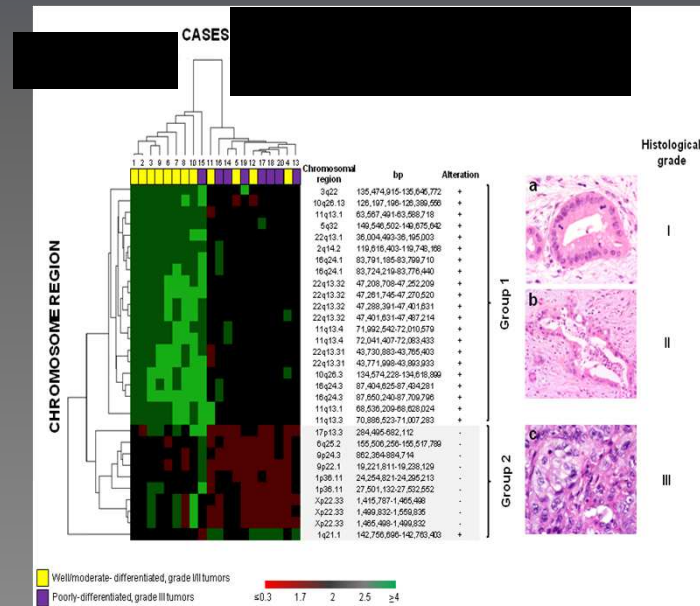 CASES
1 2 3 9 6 7 8 10 15 11 16 14 5 19 12 17 18 20 4 13
Chromosomal region bp Alteration
3q22 135,474,915-135,646,772 +
10q26.13 126,197,196-126,389,556 +
11q13.1 63,567,491-63,588,718 +
5q32 149,546,502-149,675,642 +
22q13.1 36,004,493-36,195,003 +
2q14.2 119,616,403-119,748,168 +
16q24.1 83,791,185-83,799,710 +
16q24.1 83,724,219-83,776,440 +
22q13.32 47,208,708-47,252,209 +
22q13.32 47,261,745-47,270,520 +
22q13.32 47,288,391-47,401,631 +
22q13.32 47,401,631-47,487,214 +
11q13.4 71,992,542-72,010,579 +
11q13.4 72,041,407-72,083,433 +
22q13.31 43,730,883-43,765,403 +
22q13.31 43,771,998-43,893,933 +
10q26.3 134,574,228-134,618,899 +
16q24.3 87,404,625-87,434,281 +
16q24.3 87,650,240-87,709,796 +
11q13.1 68,536,209-68,628,024 +
11q13.3 70,886,523-71,007,283 +
17p13.3 284,495-682,112 -
6q25.2 155,506,256-155,517,789 -
9p24.3 862,364-884,714 -
9p22.1 19,221,811-19,238,129 -
1p36.11 24,254,821-24,295,213 -
1p36.11 27,501,132-27,532,552 -
Xp22.33 1,415,787-1,465,498 -
Xp22.33 1,499,832-1,559,835 -
Xp22.33 1,465,498-1,499,832 -
1q21.1 142,756,696-142,763,403 +
CHROMOSOME REGION
Group 1
Group 2
Histological
grade
a
I
b
II
c
III
Well/moderate- differentiated, grade I/II tumors
Poorly-differentiated, grade III tumors
≤0.3 1.7 2 2.5 ≥4